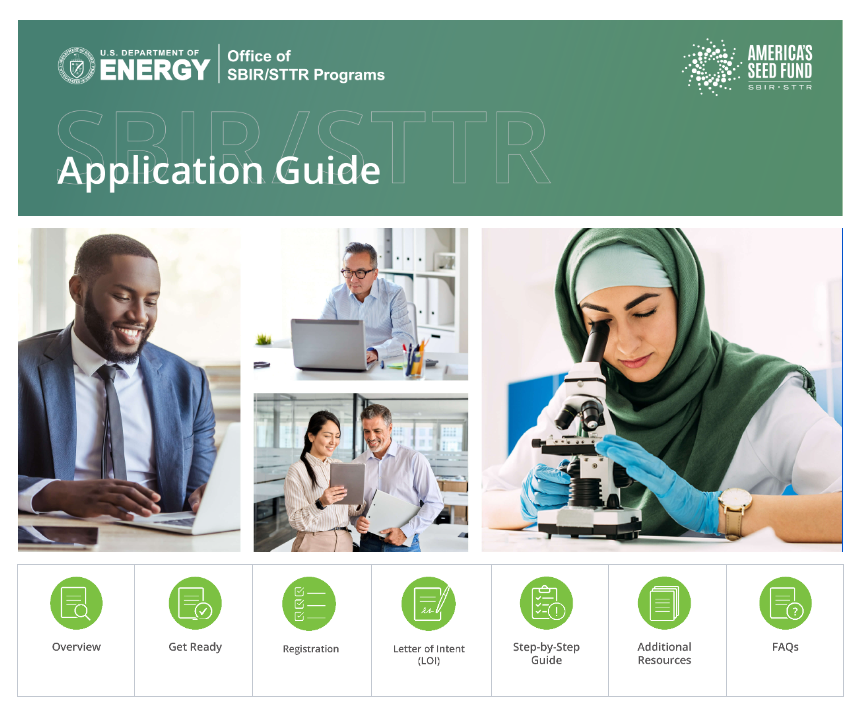 U.S. DEPARTMENT OF
ENERGY
Office of
SBIR/STTR Programs
AMERICA'S
SEED FUND
SBIR·STTR
SBIR/STTR
Application Guide
Overview
Get Ready
Registration
Letter of Intent
(LOI)
Step-by-Step
Guide
Additional
Resources
FAQs